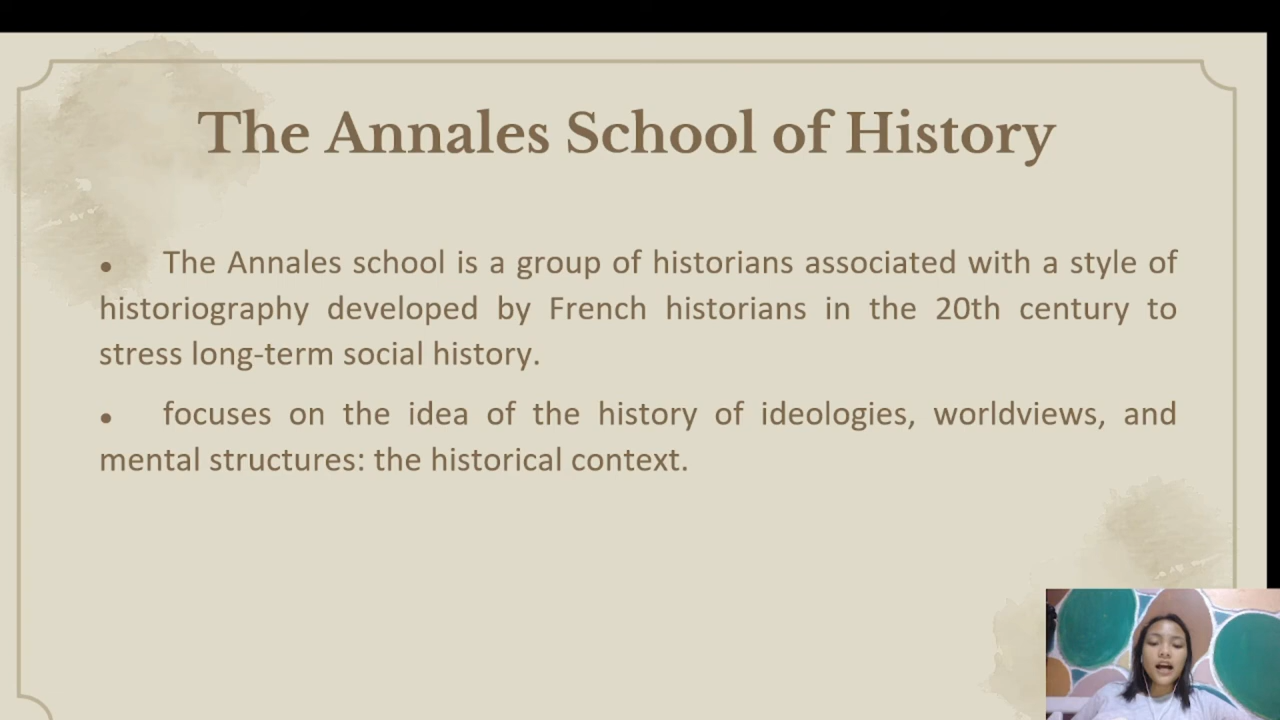 The Annales School of History
• The Annales school is a group of historians associated with a style of
historiography developed by French historians in the 20th century to
stress long-term social history.
• focuses on the idea of the history of ideologies, worldviews, and
mental structures: the historical context.